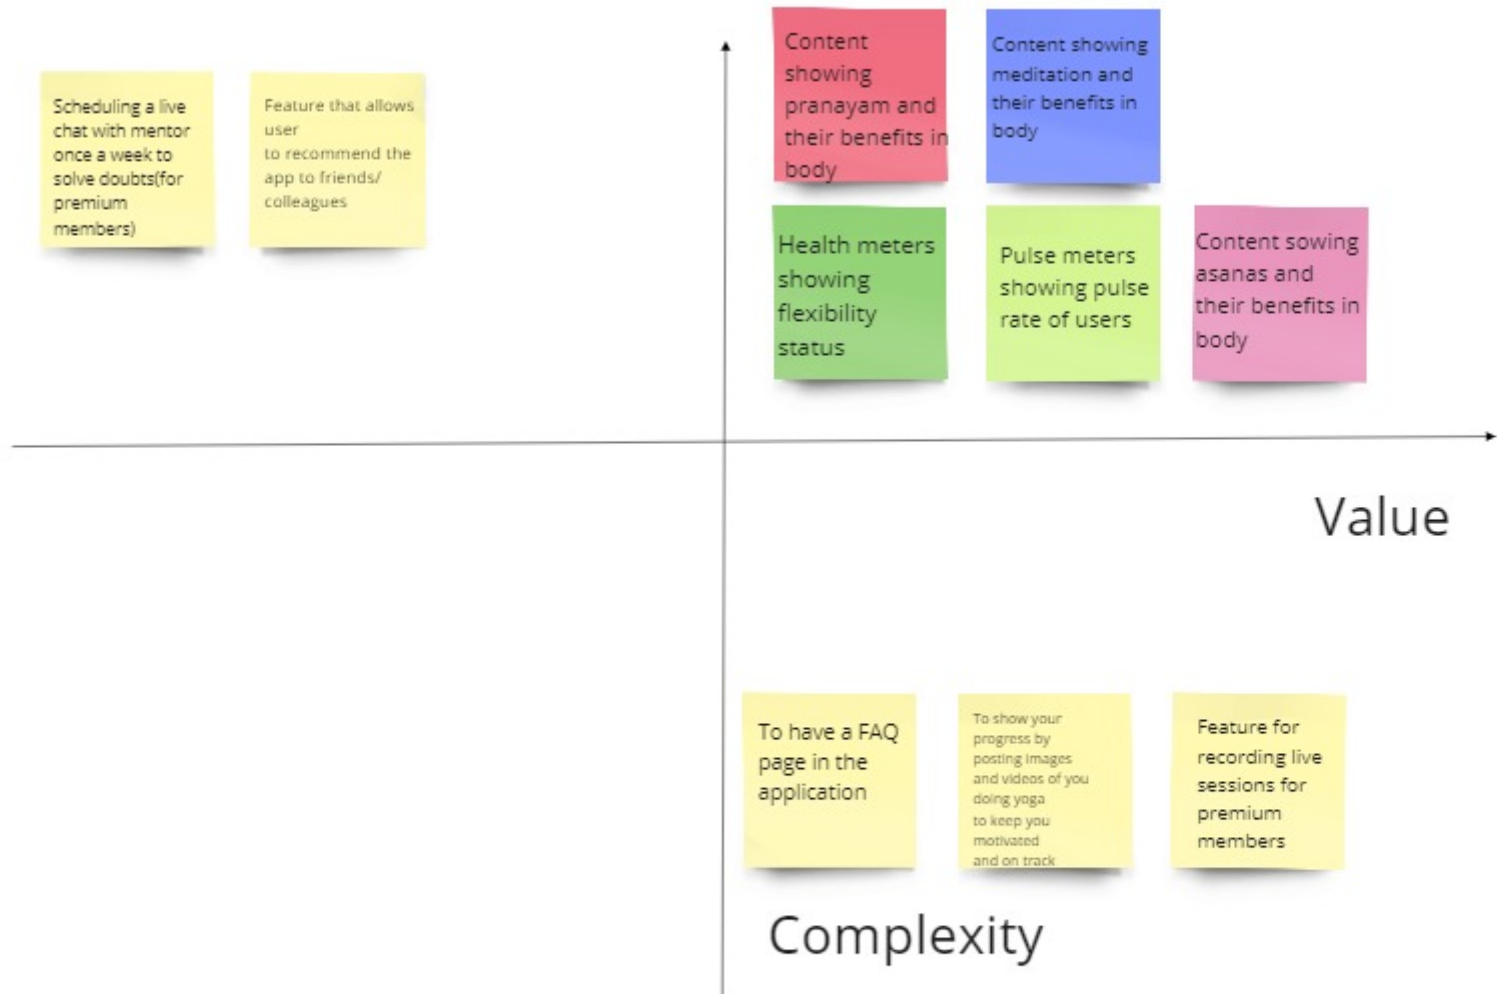 Scheduling a live
chat with mentor
once a week to
solve doubts(for
premium
members)
Feature that allows
user
to recommend the
app to friends/
colleagues
Content
showing
pranayam and
their benefits in
body
Content showing
meditation and
their benefits in
body
Health meters
showing
flexibility
status
Pulse meters
showing pulse
rate of users
Content sowing
asanas and
their benefits in
body
Value
To have a FAQ
page in the
application
To show your
progress by
posting images
and videos of you
doing yoga
to keep you
motivated
and on track
Feature for
recording live
sessions for
premium
members
Complexity